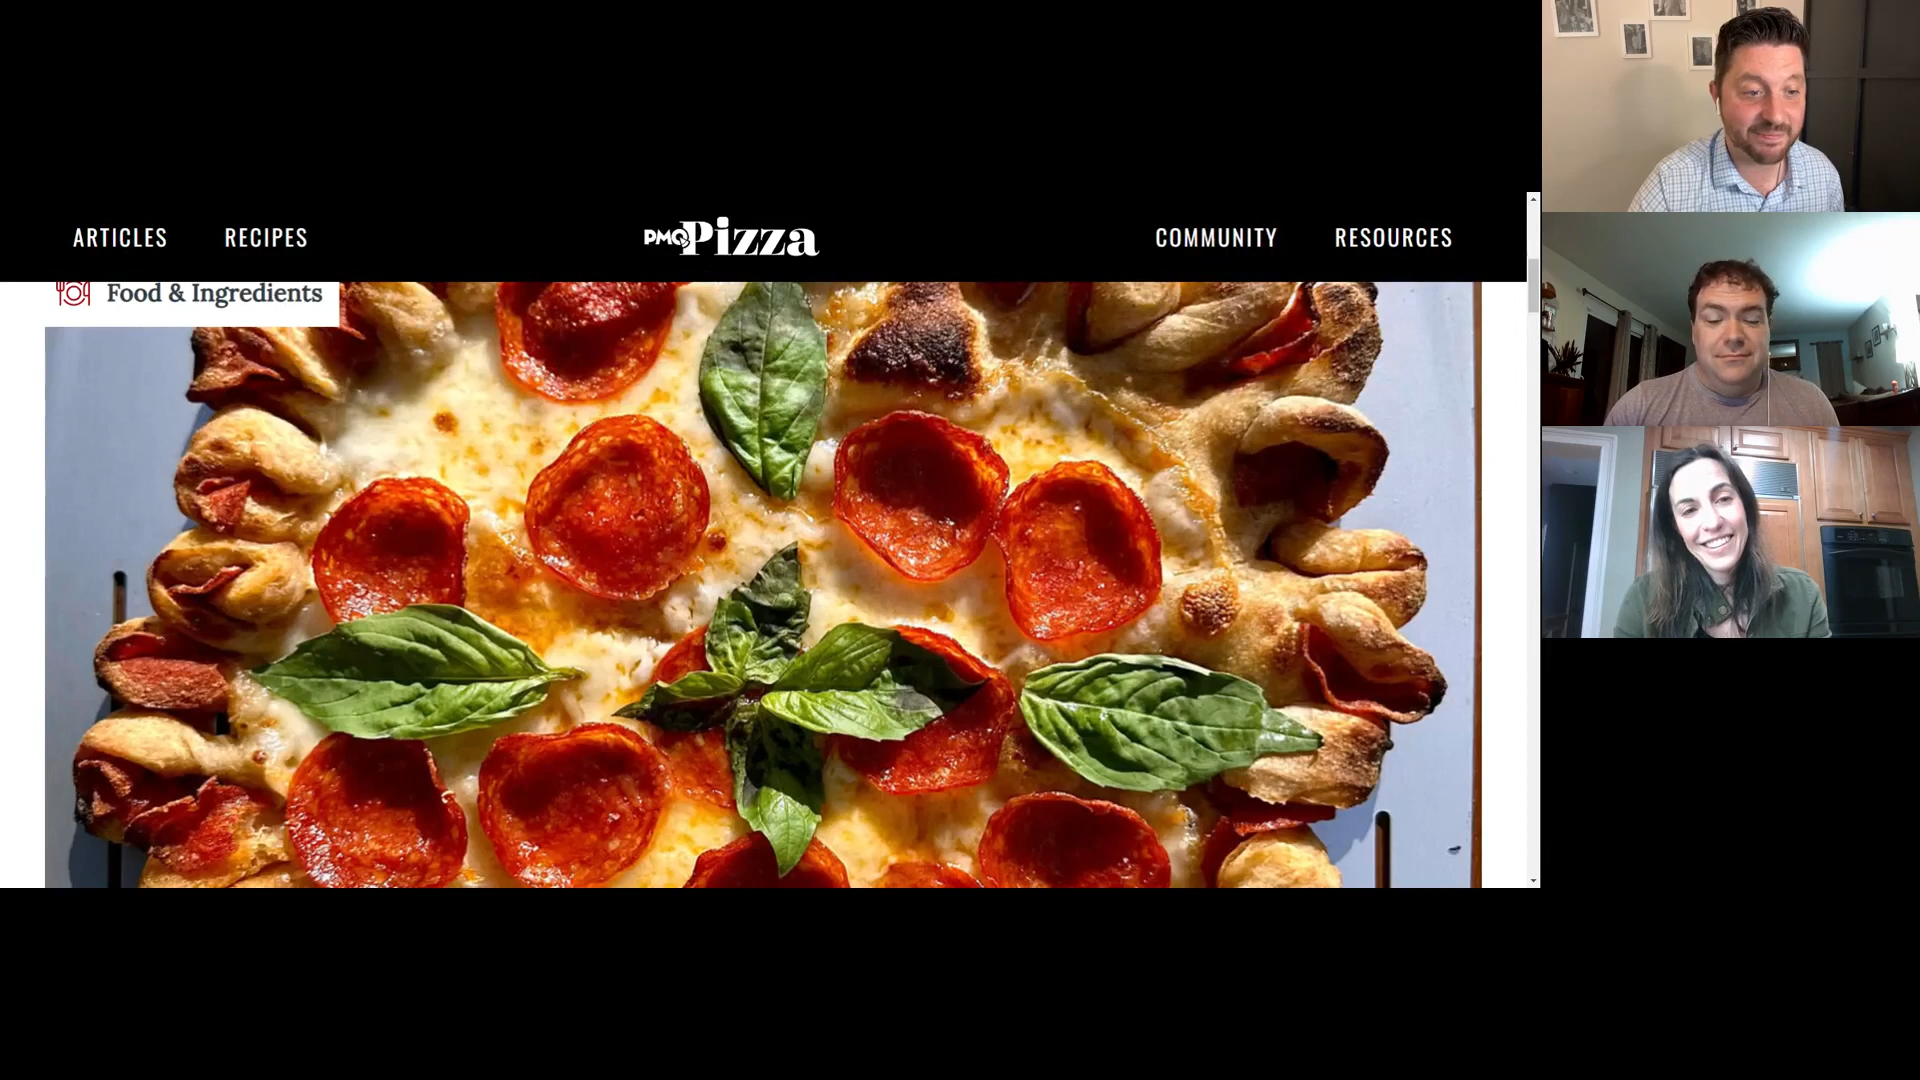 ARTICLES RECIPES PMQ Pizza COMMUNITY RESOURCES
Food & Ingredients